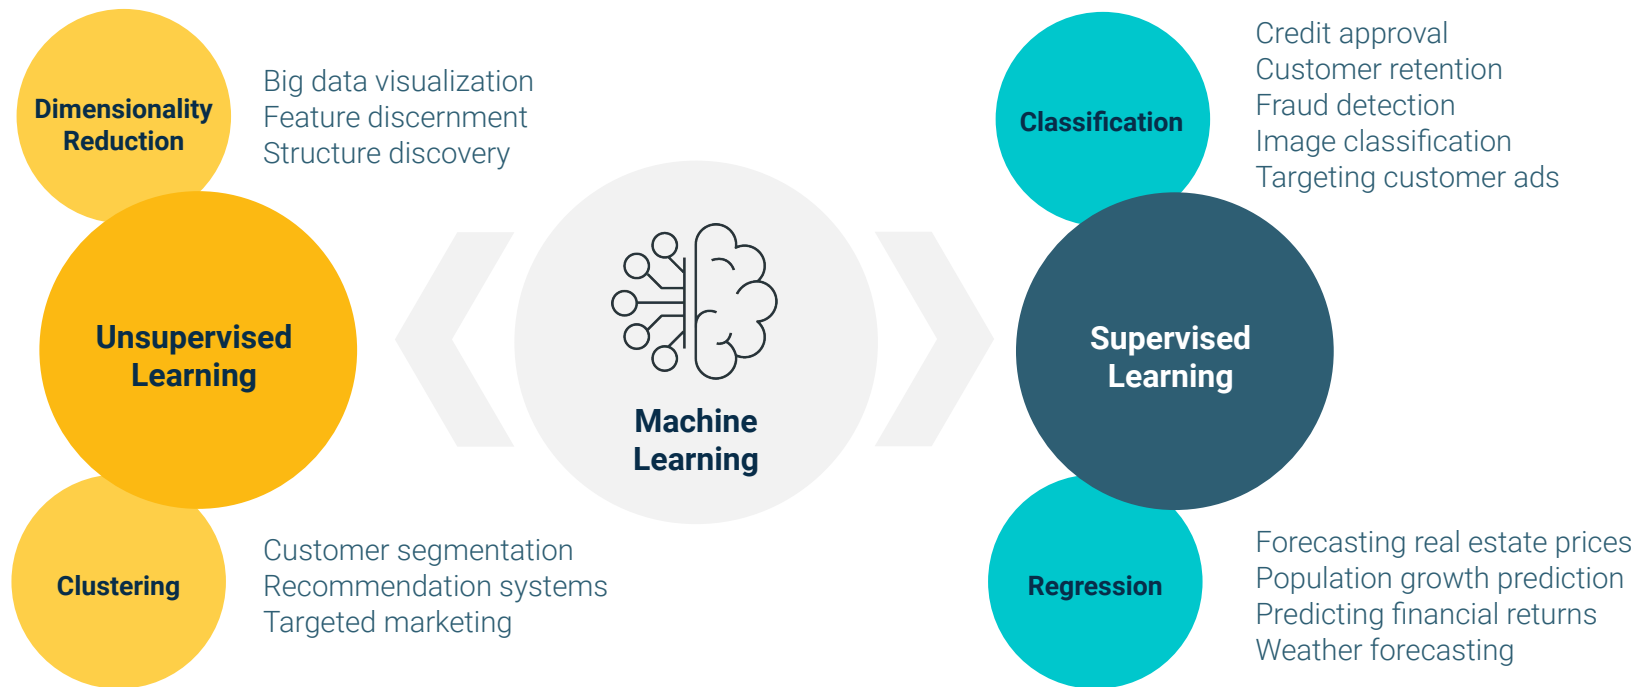 Dimensionality
Reduction
Big data visualization
Feature discernment
Structure discovery
Unsupervised
Learning
Clustering
Customer segmentation
Recommendation systems
Targeted marketing
Machine
Learning
Classification
Credit approval
Customer retention
Fraud detection
Image classification
Targeting customer ads
Supervised
Learning
Regression
Forecasting real estate prices
Population growth prediction
Predicting financial returns
Weather forecasting